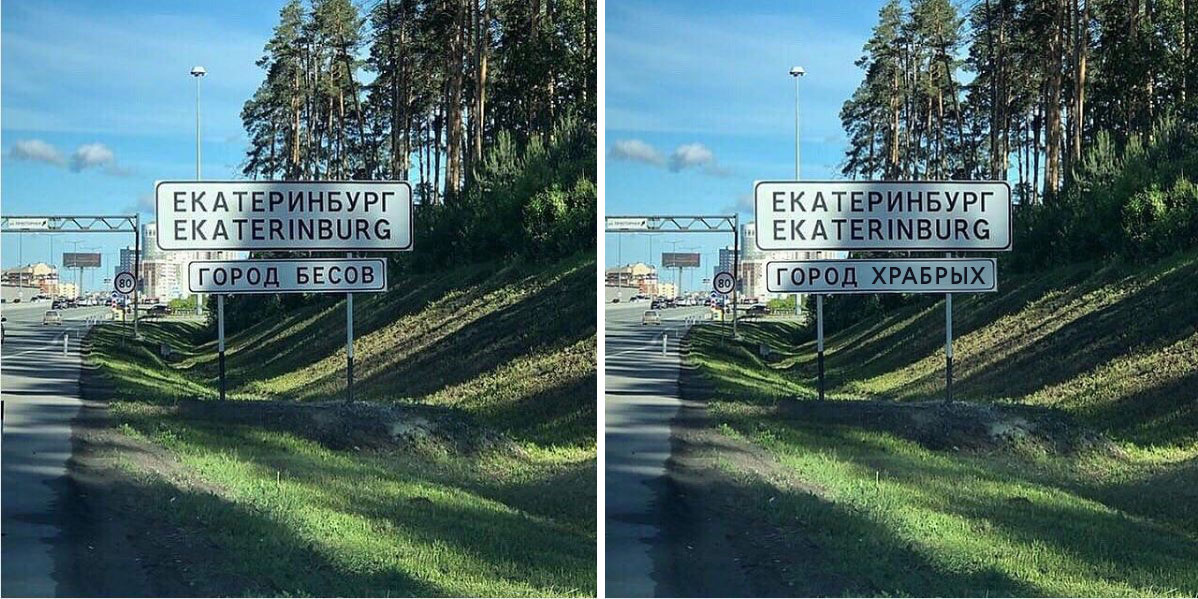 ЕКАТЕРИНБУРГ
EKATERINBURG
ГОРОД БЕСОВ
80
ЕКАТЕРИНБУРГ
EKATERINBURG
ГОРОД ХРАБРЫХ
80